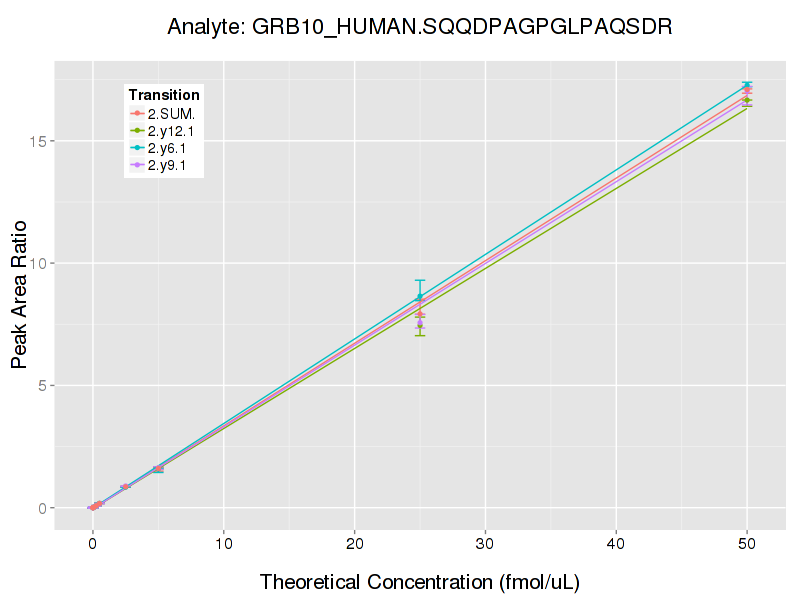 Analyte: GRB10_HUMAN.SQQDPAGPGLPAQSDR
Transition
2.SUM.
2.y12.1
2.y6.1
2.y9.1
Peak Area Ratio
15
10
5
0
0 10 20 30 40 50
Theoretical Concentration (fmol/uL)